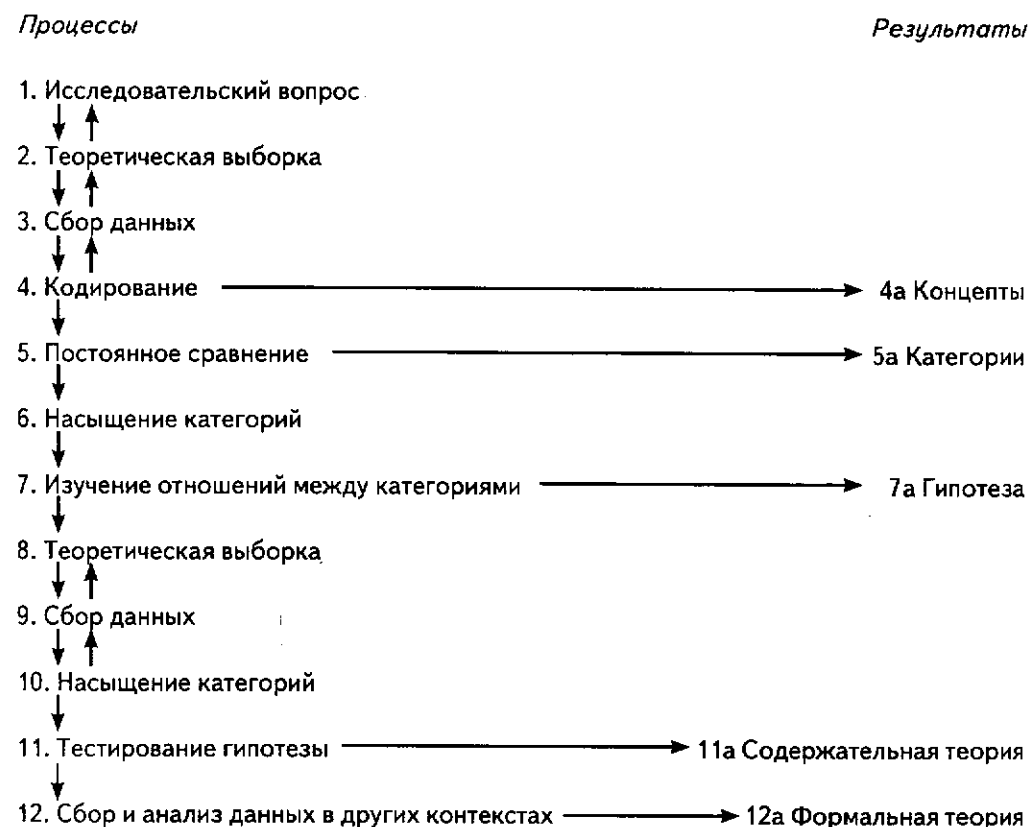 Процессы Результаты
1. Исследовательский вопрос
2. Теоретическая выборка
3. Сбор данных
4. Кодирование 4а Концепты
5. Постоянное сравнение 5а Категории
6. Насыщение категорий
7. Изучение отношений между категориями 7а Гипотеза
8. Теоретическая выборка
9. Сбор данных
10. Насыщение категорий
11. Тестирование гипотезы 11а Содержательная теория
12. Сбор и анализ данных в других контекстах 12а Формальная теория